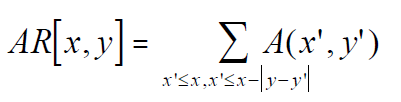 AR[x, y] = ∑ A(x', y')
x'≤x,x'≤x−|y−y'|